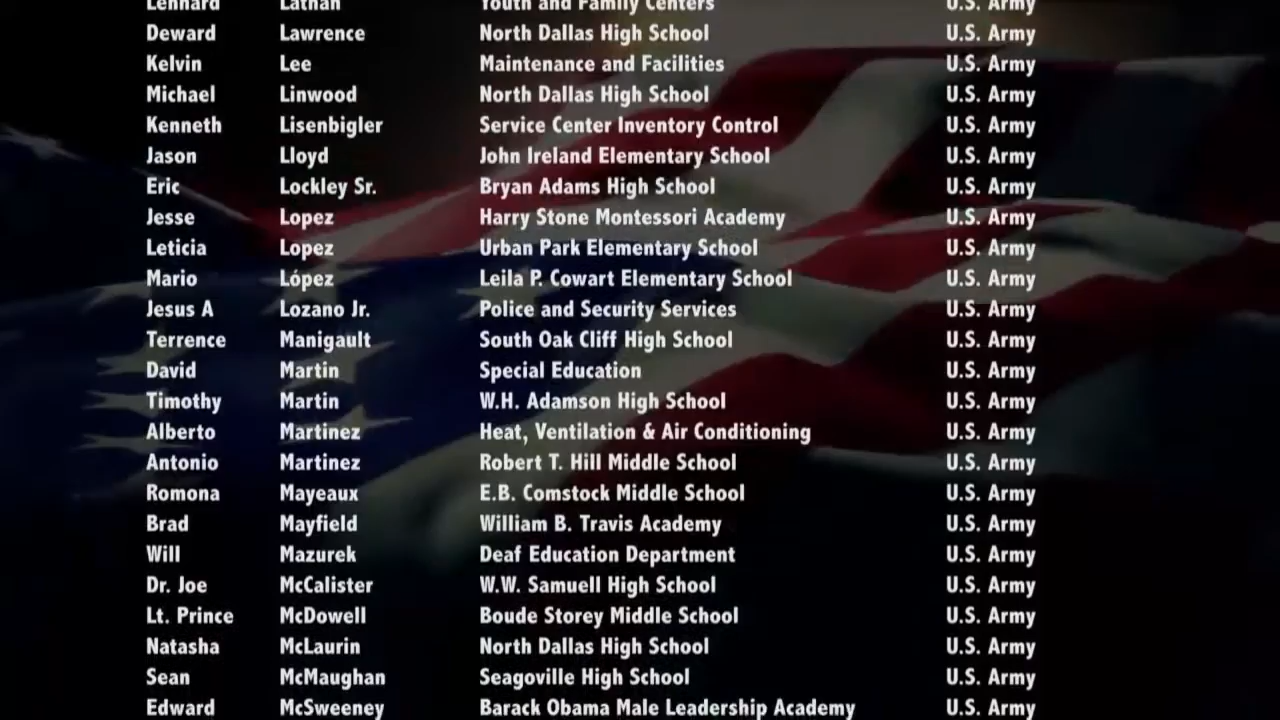 Lennard Lathan Youth and Family Centers U.S. Army
Deward Lawrence North Dallas High School U.S. Army
Kelvin Lee Maintenance and Facilities U.S. Army
Michael Linwood North Dallas High School U.S. Army
Kenneth Lisenbigler Service Center Inventory Control U.S. Army
Jason Lloyd John Ireland Elementary School U.S. Army
Eric Lockley Sr. Bryan Adams High School U.S. Army
Jesse Lopez Harry Stone Montessori Academy U.S. Army
Leticia Lopez Urban Park Elementary School U.S. Army
Mario López Leila P. Cowart Elementary School U.S. Army
Jesus A Lozano Jr. Police and Security Services U.S. Army
Terrence Manigault South Oak Cliff High School U.S. Army
David Martin Special Education U.S. Army
Timothy Martin W.H. Adamson High School U.S. Army
Alberto Martinez Heat, Ventilation & Air Conditioning U.S. Army
Antonio Martinez Robert T. Hill Middle School U.S. Army
Romona Mayeaux E.B. Comstock Middle School U.S. Army
Brad Mayfield William B. Travis Academy U.S. Army
Will Mazurek Deaf Education Department U.S. Army
Dr. Joe McCalister W.W. Samuell High School U.S. Army
Lt. Prince McDowell Boude Storey Middle School U.S. Army
Natasha McLaurin North Dallas High School U.S. Army
Sean McMaughan Seagoville High School U.S. Army
Edward McSweeney Barack Obama Male Leadership Academy U.S. Army